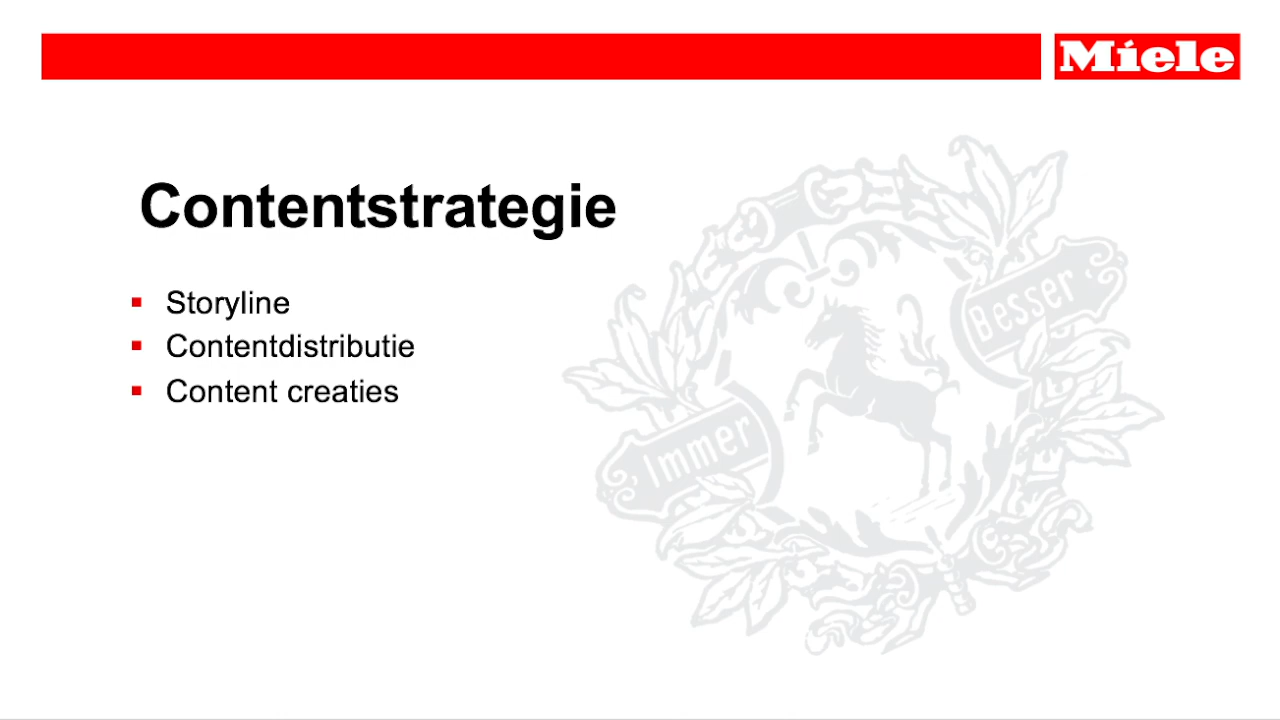 Miele
Contentstrategie
Storyline
Contentdistributie
Content creaties
Besser
Immer